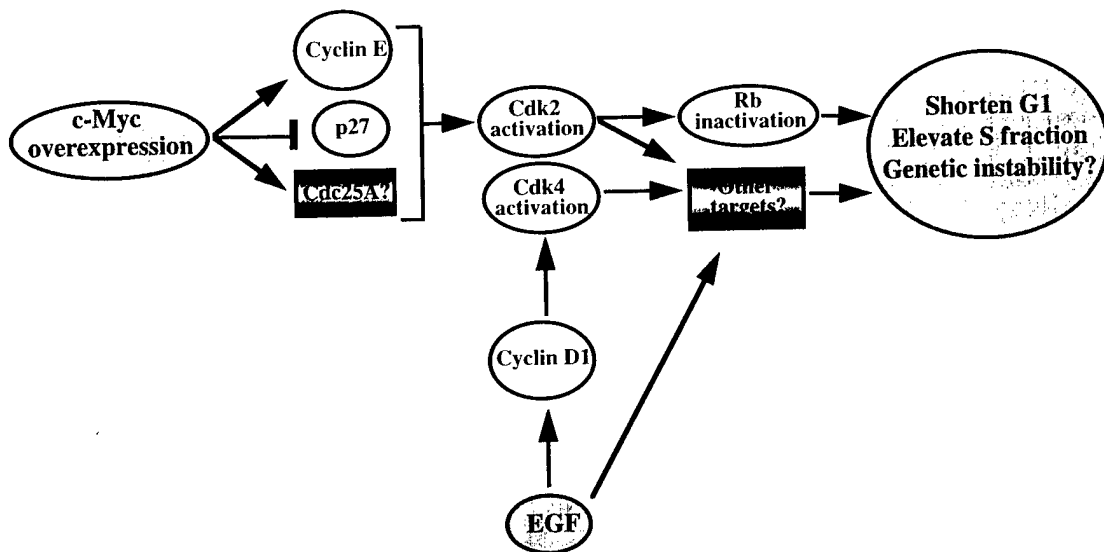 Cyclin E
c-Myc
overexpression
p27
Cdc25A?
Cdk2
activation
Cdk4
activation
Rb
inactivation
Other
targets?
Shorten G1
Elevate S fraction
Genetic instability?
Cyclin D1
EGF